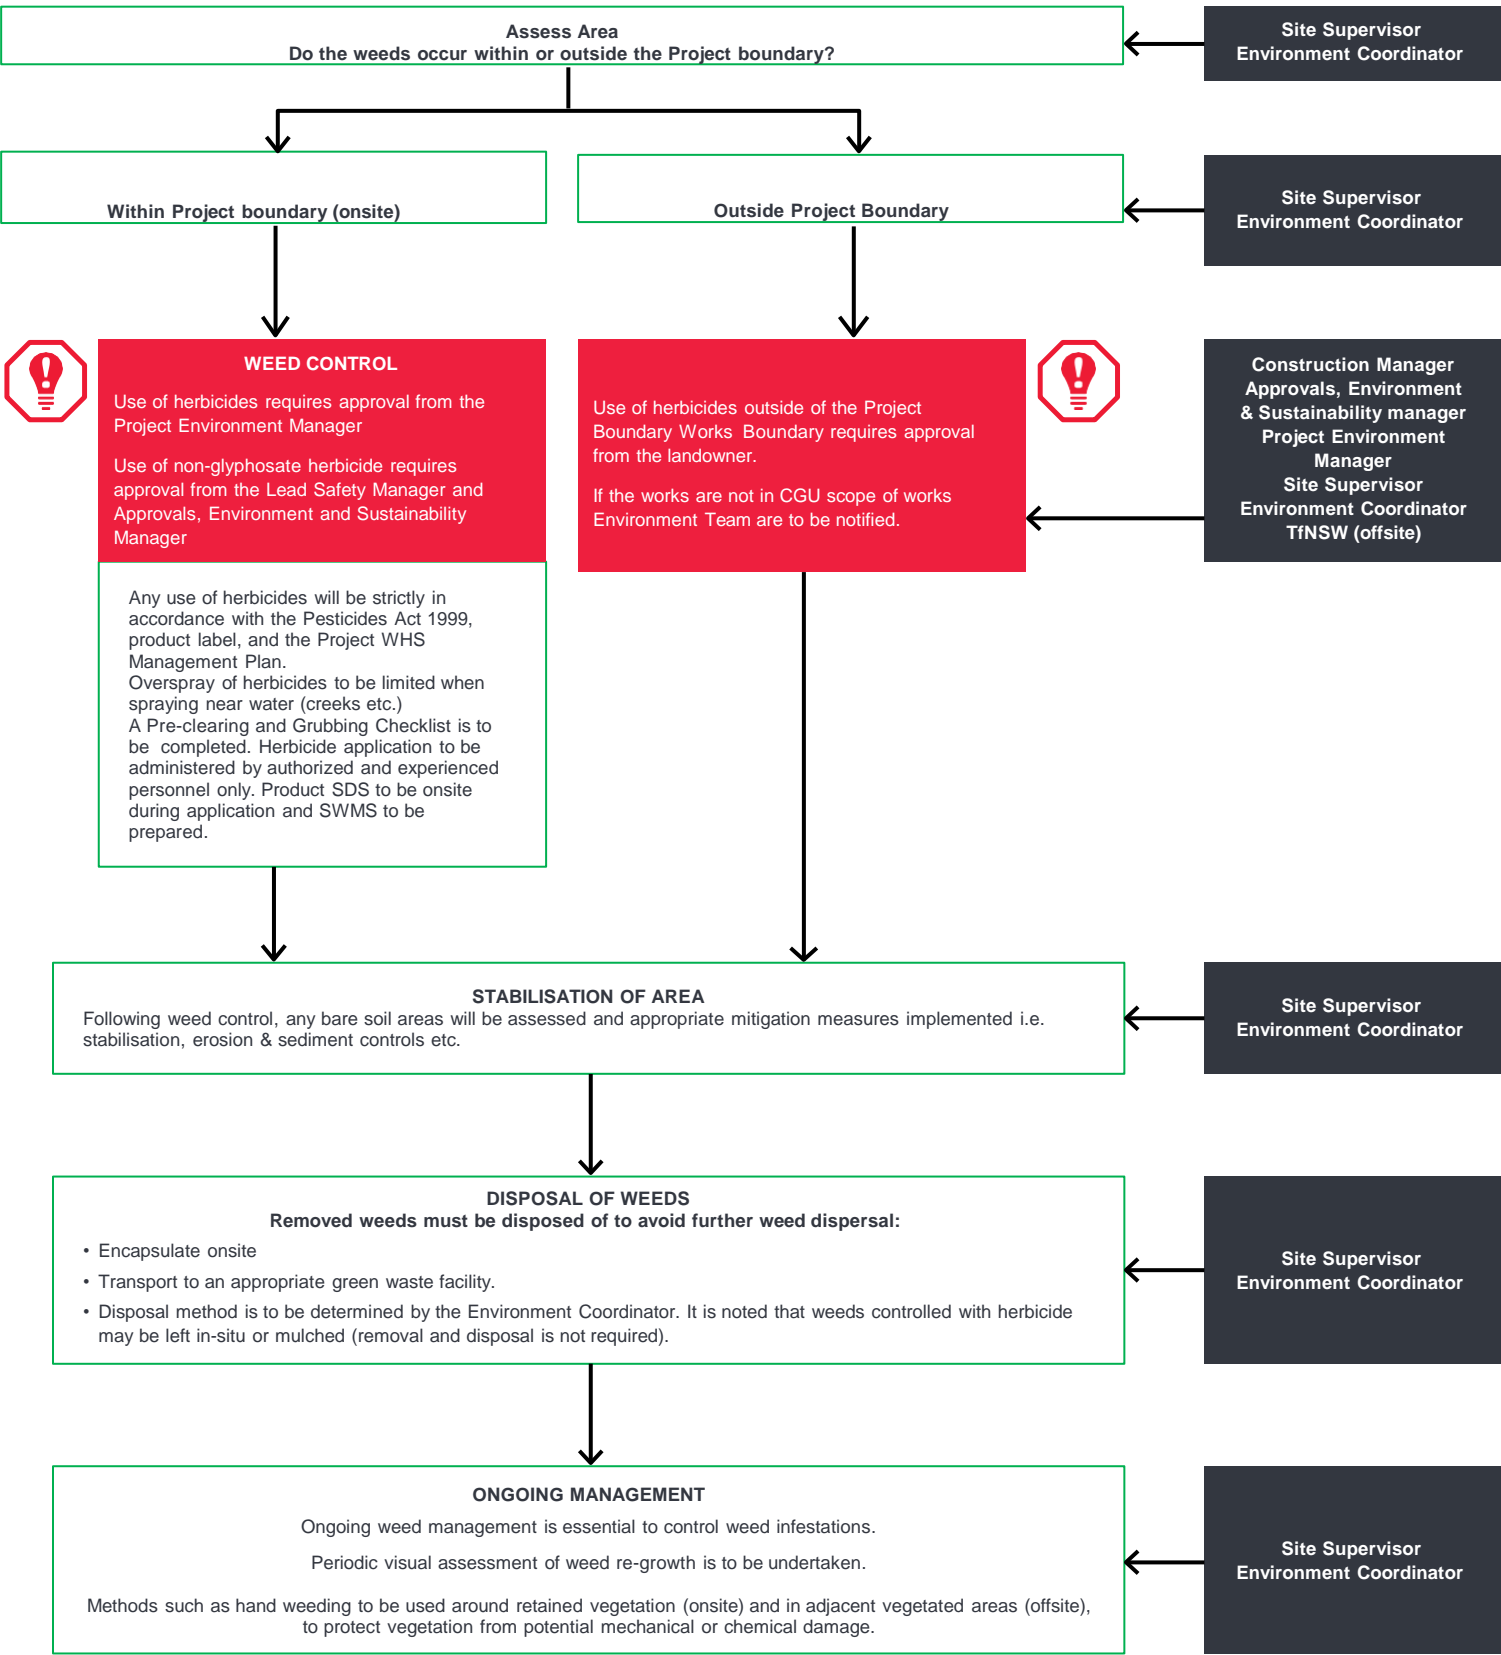 Assess Area
Do the weeds occur within or outside the Project boundary?
Site Supervisor
Environment Coordinator
Within Project boundary (onsite)
Outside Project Boundary
Site Supervisor
Environment Coordinator
WEED CONTROL
Use of herbicides requires approval from the
Project Environment Manager
Use of non-glyphosate herbicide requires
approval from the Lead Safety Manager and
Approvals, Environment and Sustainability
Manager
Use of herbicides outside of the Project
Boundary Works Boundary requires approval
from the landowner.
If the works are not in CGU scope of works
Environment Team are to be notified.
Construction Manager
Approvals, Environment
& Sustainability manager
Project Environment
Manager
Site Supervisor
Environment Coordinator
TfNSW (offsite)
Any use of herbicides will be strictly in
accordance with the Pesticides Act 1999,
product label, and the Project WHS
Management Plan.
Overspray of herbicides to be limited when
spraying near water (creeks etc.)
A Pre-clearing and Grubbing Checklist is to
be completed. Herbicide application to be
administered by authorized and experienced
personnel only. Product SDS to be onsite
during application and SWMS to be
prepared.
STABILISATION OF AREA
Following weed control, any bare soil areas will be assessed and appropriate mitigation measures implemented i.e.
stabilisation, erosion & sediment controls etc.
Site Supervisor
Environment Coordinator
DISPOSAL OF WEEDS
Removed weeds must be disposed of to avoid further weed dispersal:
• Encapsulate onsite
• Transport to an appropriate green waste facility.
• Disposal method is to be determined by the Environment Coordinator. It is noted that weeds controlled with herbicide
may be left in-situ or mulched (removal and disposal is not required).
Site Supervisor
Environment Coordinator
ONGOING MANAGEMENT
Ongoing weed management is essential to control weed infestations.
Periodic visual assessment of weed re-growth is to be undertaken.
Methods such as hand weeding to be used around retained vegetation (onsite) and in adjacent vegetated areas (offsite),
to protect vegetation from potential mechanical or chemical damage.
Site Supervisor
Environment Coordinator